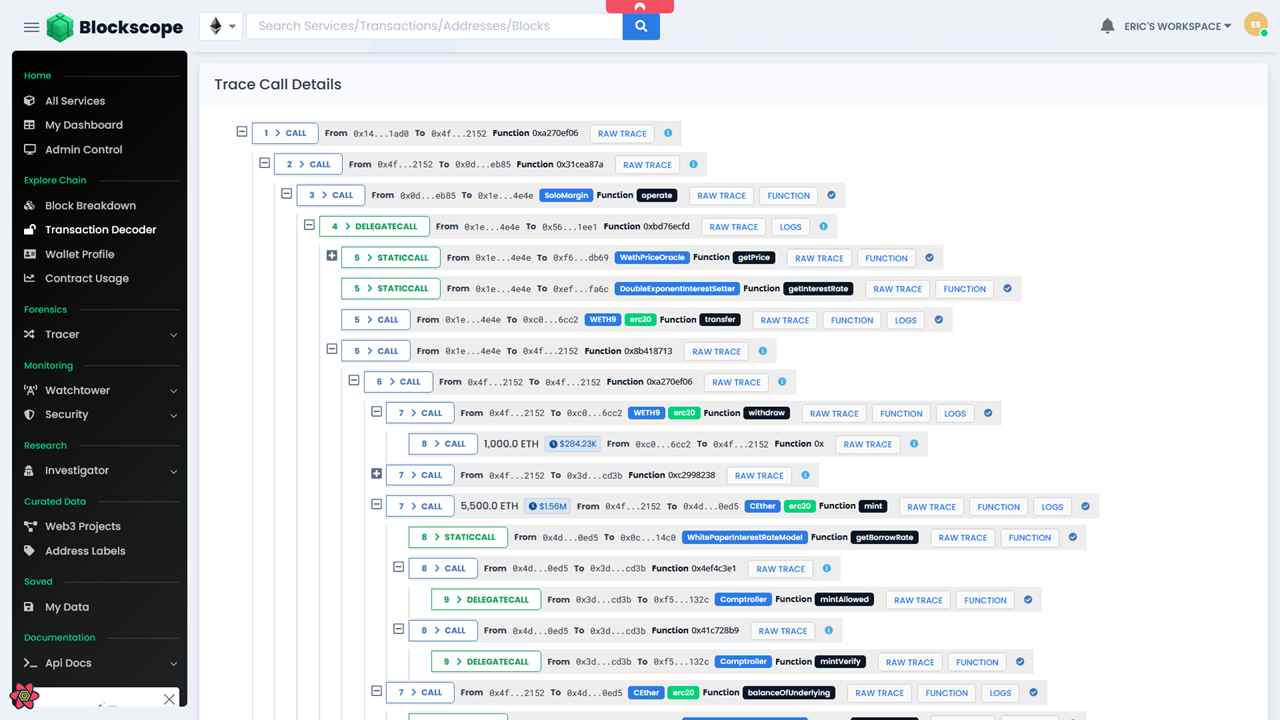 Blockscope
Search Services/Transactions/Addresses/Blocks
ERIC'S WORKSPACE
ES
Home
All Services
My Dashboard
Admin Control
Explore Chain
Block Breakdown
Transaction Decoder
Wallet Profile
Contract Usage
Forensics
Tracer
Monitoring
Watchtower
Security
Research
Investigator
Curated Data
Web3 Projects
Address Labels
Saved
My Data
Documentation
Api Docs
Trace Call Details
1 > CALL From 0x14...1ad0 To 0x4f...2152 Function 0xa270ef06 RAW TRACE
2 > CALL From 0x4f...2152 To 0x0d...eb85 Function 0x31cea87a RAW TRACE
3 > CALL From 0x0d...eb85 To 0x1e...4e4e SoloMargin Function operate RAW TRACE FUNCTION
4 > DELEGATECALL From 0x1e...4e4e To 0x56...1ee1 Function 0xbd76ecfd RAW TRACE LOGS
5 > STATICCALL From 0x1e...4e4e To 0xf6...db69 WethPriceOracle Function getPrice RAW TRACE FUNCTION
5 > STATICCALL From 0x1e...4e4e To 0xef...fa6c DoubleExponentInterestSetter Function getInterestRate RAW TRACE FUNCTION
5 > CALL From 0x1e...4e4e To 0xc0...6cc2 WETH9 erc20 Function transfer RAW TRACE FUNCTION LOGS
5 > CALL From 0x1e...4e4e To 0x4f...2152 Function 0x8b418713 RAW TRACE
6 > CALL From 0x4f...2152 To 0x4f...2152 Function 0xa270ef06 RAW TRACE
7 > CALL From 0x4f...2152 To 0xc0...6cc2 WETH9 erc20 Function withdraw RAW TRACE FUNCTION LOGS
8 > CALL 1,000.0 ETH $284.23K From 0xc0...6cc2 To 0x4f...2152 Function 0x RAW TRACE
7 > CALL From 0x4f...2152 To 0x3d...cd3b Function 0xc2998238 RAW TRACE
7 > CALL 5,500.0 ETH $1.56M From 0x4f...2152 To 0x4d...0ed5 CEther erc20 Function mint RAW TRACE FUNCTION LOGS
8 > STATICCALL From 0x4d...0ed5 To 0x0c...14c0 WhitePaperInterestRateModel Function getBorrowRate RAW TRACE FUNCTION
8 > CALL From 0x4d...0ed5 To 0x3d...cd3b Function 0x4ef4c3e1 RAW TRACE
9 > DELEGATECALL From 0x3d...cd3b To 0xf5...132c Comptroller Function mintAllowed RAW TRACE FUNCTION
8 > CALL From 0x4d...0ed5 To 0x3d...cd3b Function 0x41c728b9 RAW TRACE
9 > DELEGATECALL From 0x3d...cd3b To 0xf5...132c Comptroller Function mintVerify RAW TRACE FUNCTION
7 > CALL From 0x4f...2152 To 0x4d...0ed5 CEther erc20 Function balanceOfUnderlying RAW TRACE FUNCTION LOGS